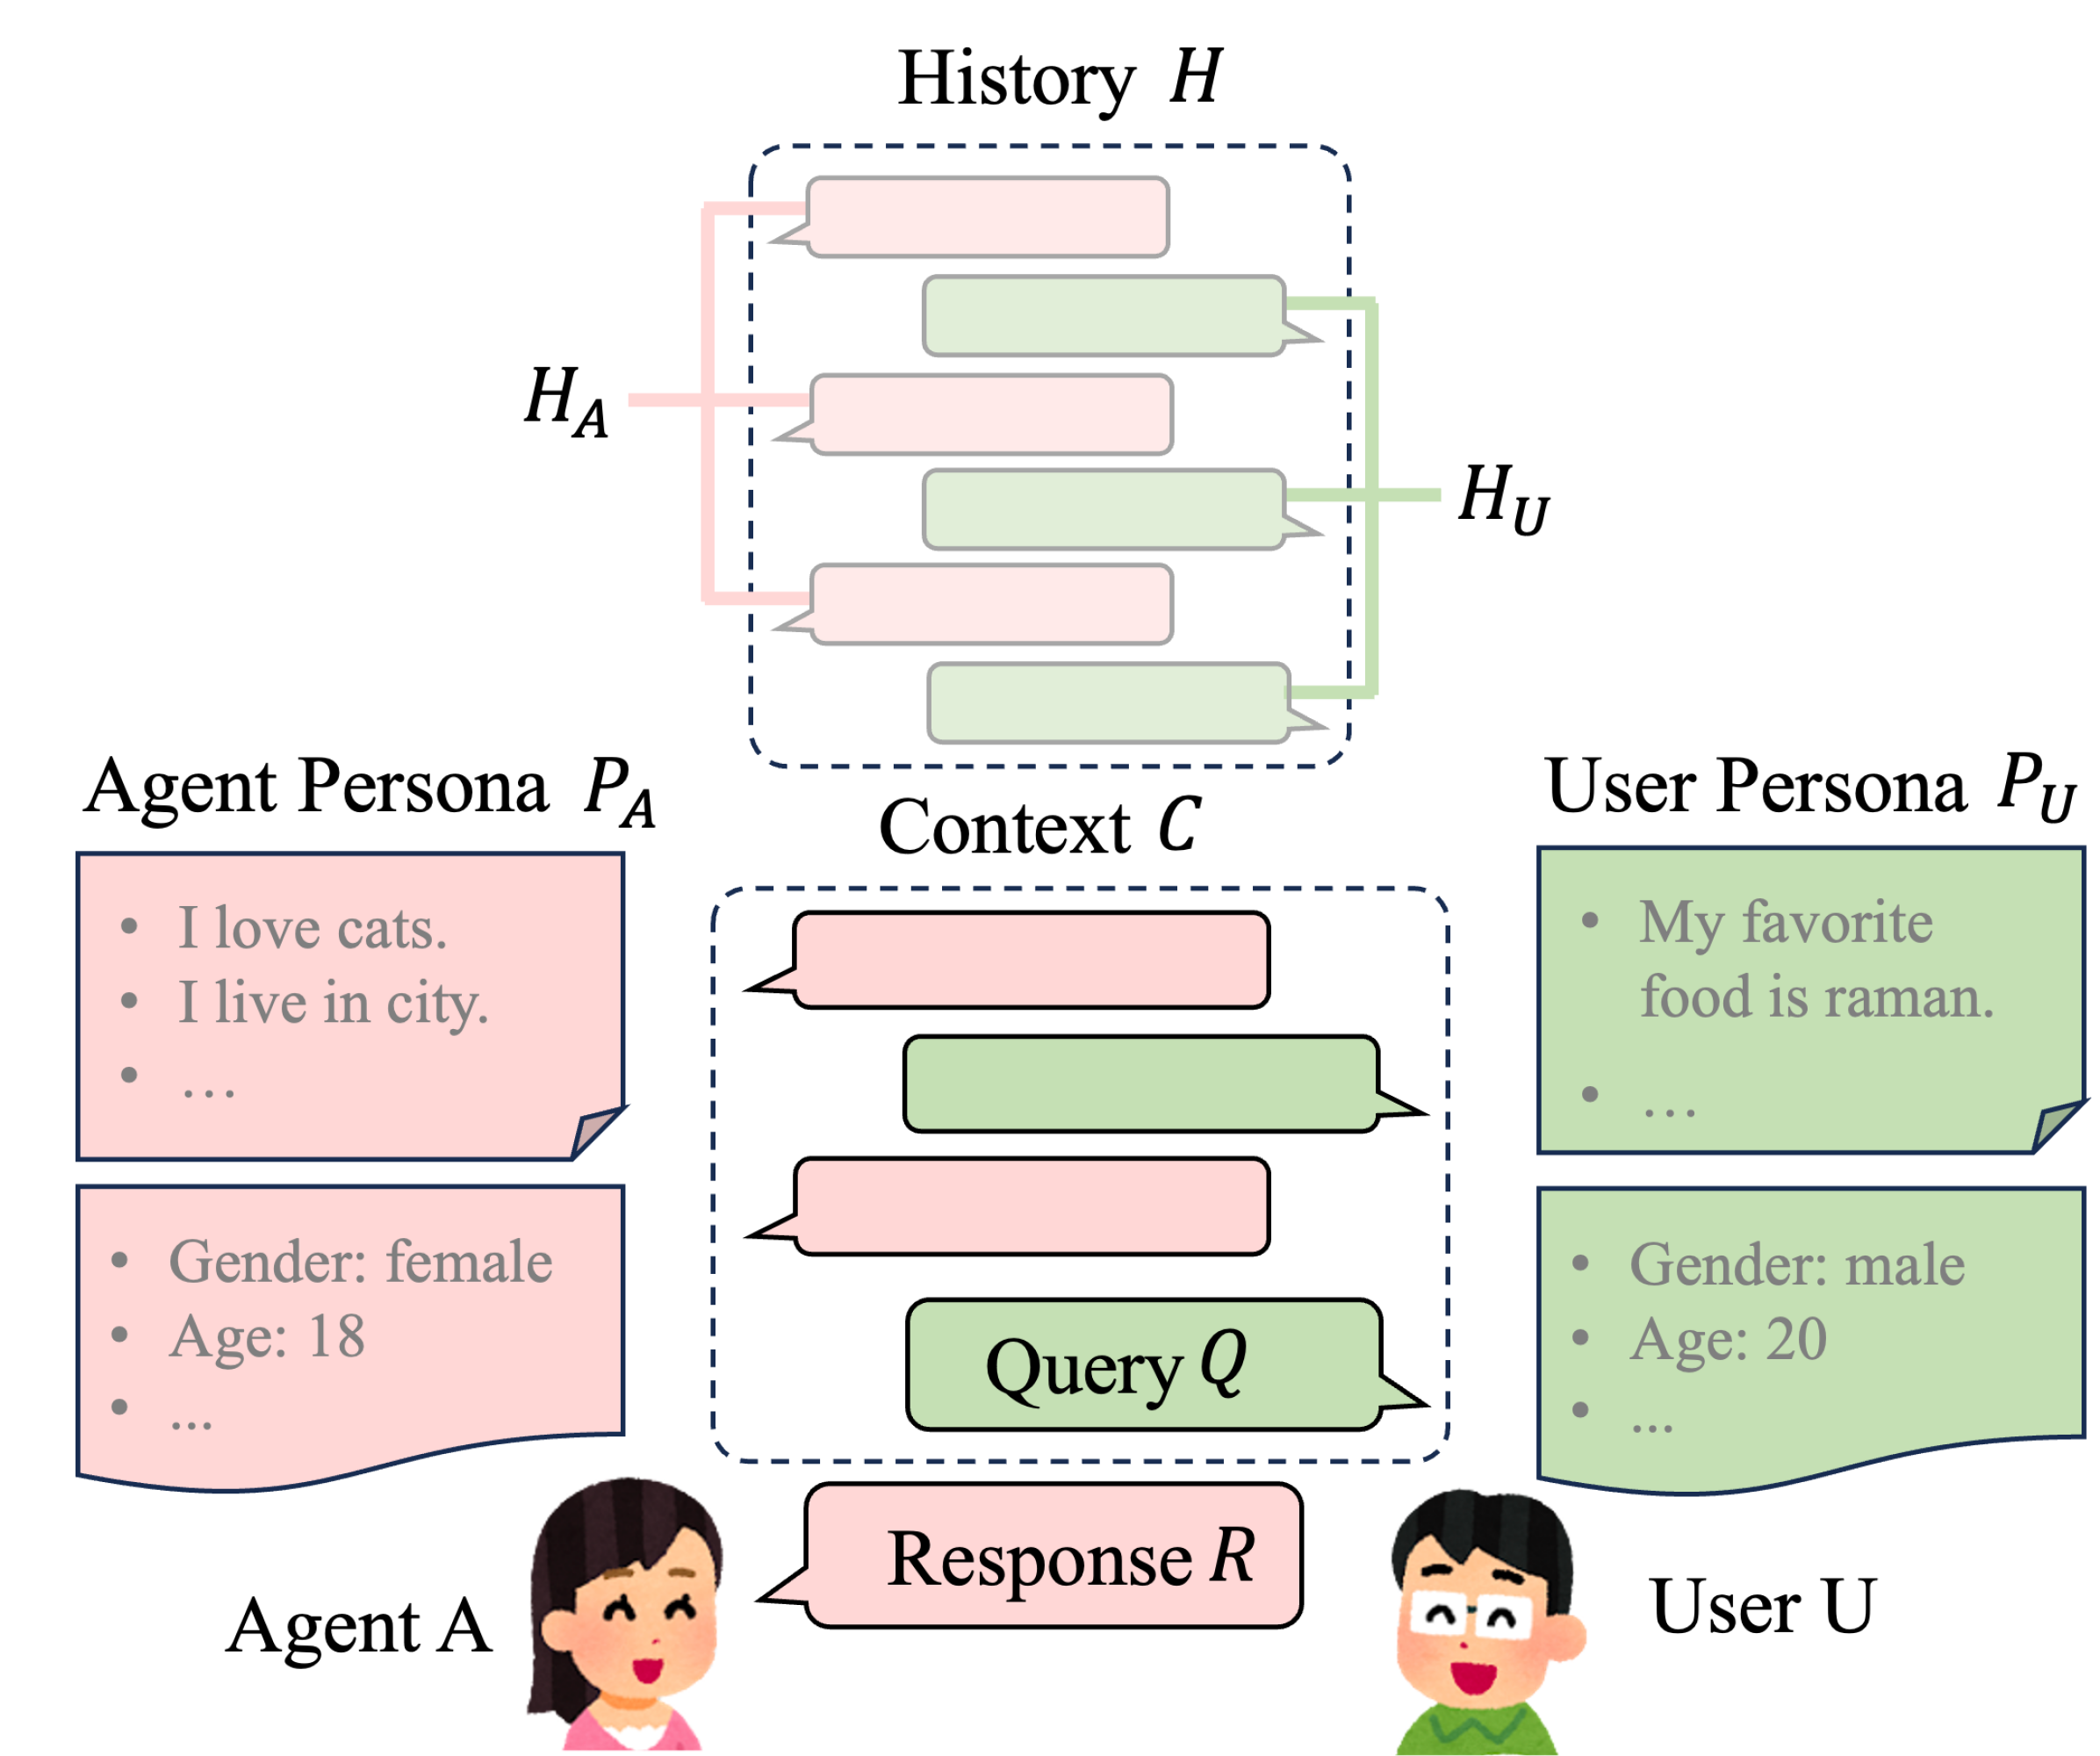 History H
H_A
H_U
Agent Persona P_A
• I love cats.
• I live in city.
• …
• Gender: female
• Age: 18
• ...
Agent A
Context C
Query Q
Response R
User Persona P_U
• My favorite
food is raman.
• …
• Gender: male
• Age: 20
• ...
User U